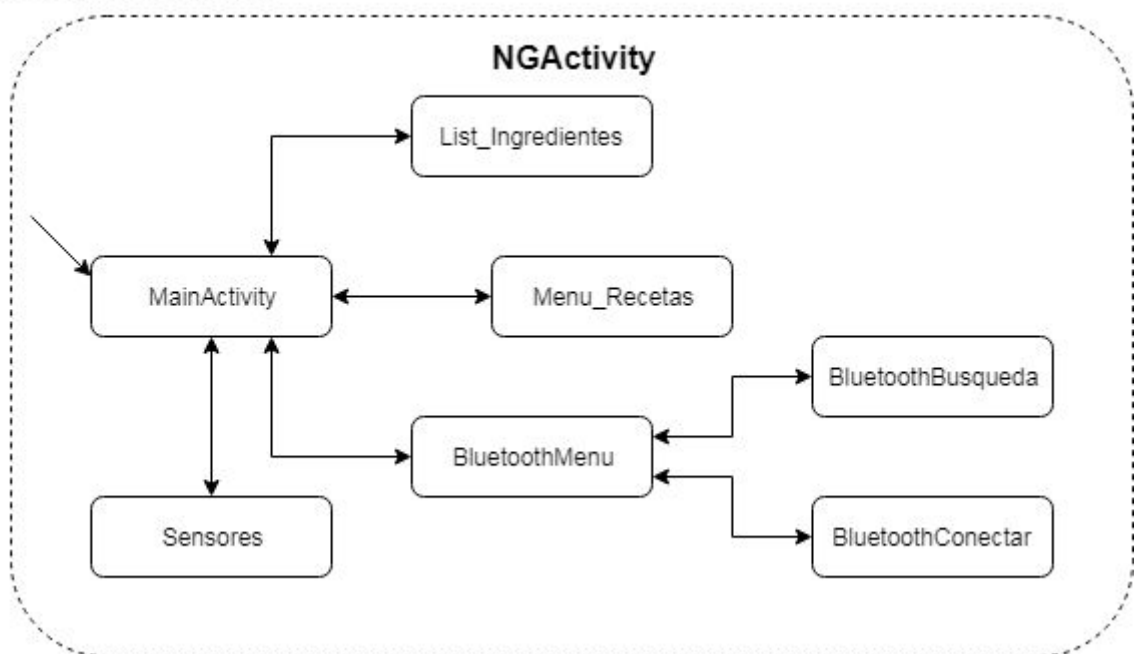 NGActivity
List_Ingredientes
MainActivity
Menu_Recetas
BluetoothBusqueda
BluetoothMenu
Sensores
BluetoothConectar